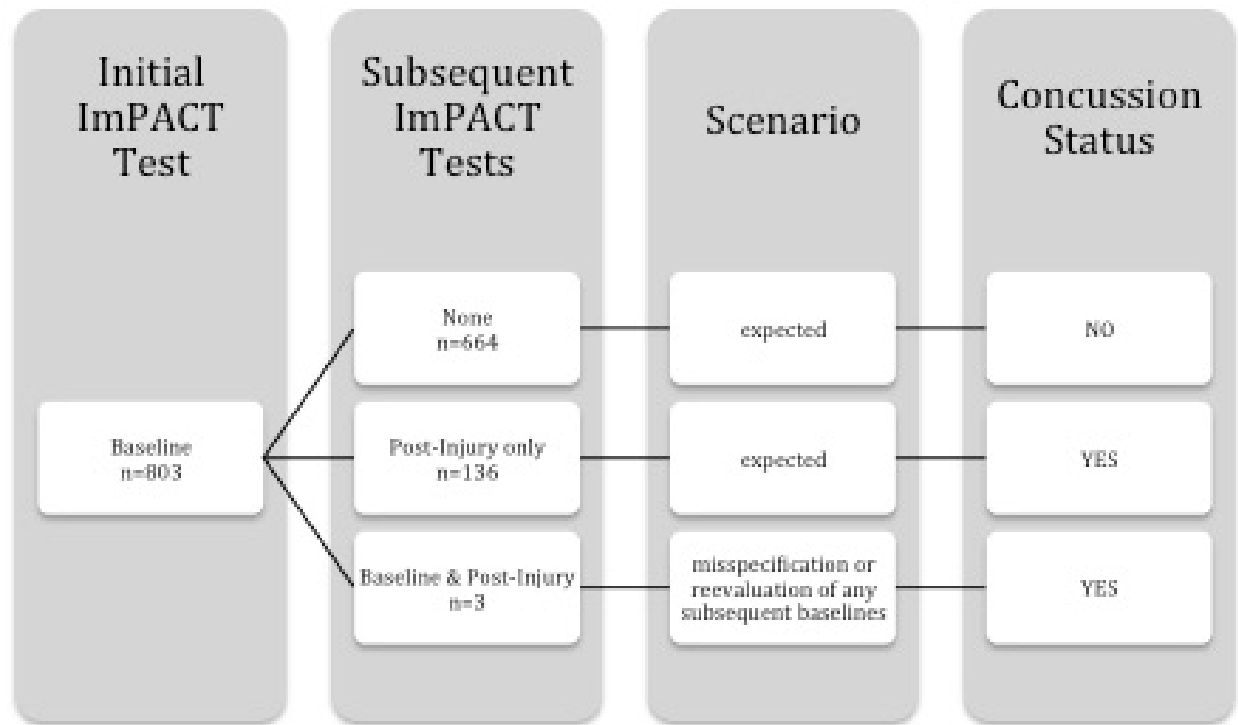 Initial
ImPACT
Test
Subsequent
ImPACT
Tests
Scenario
Concussion
Status
Baseline
n=803
None
n=664
expected
NO
Post-Injury only
n=136
expected
YES
Baseline & Post-Injury
n=3
misspecification or
reevaluation of any
subsequent baselines
YES